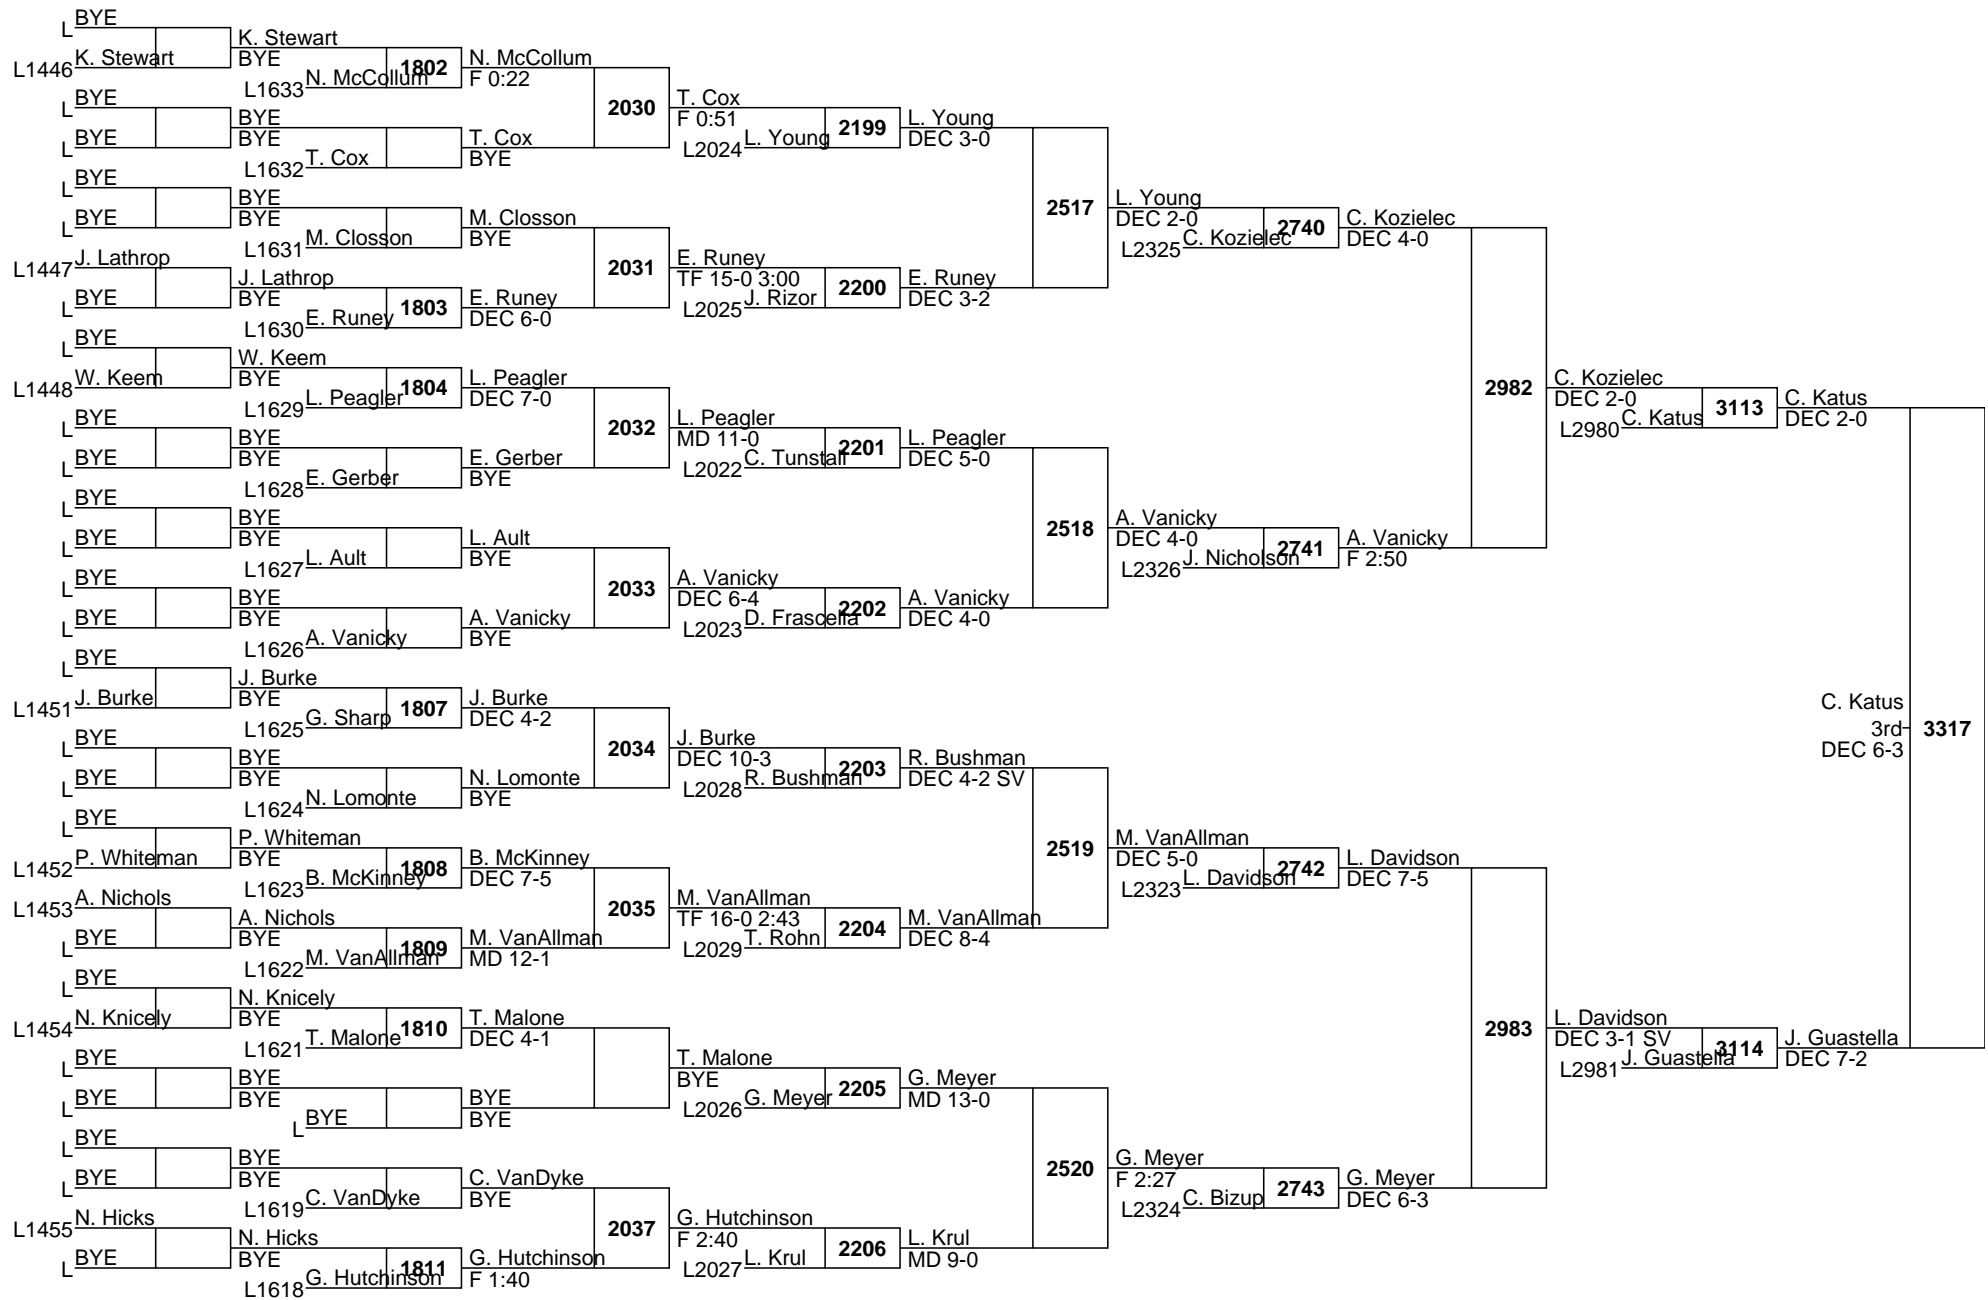 BYE
L
K. Stewart
L1446
K. Stewart
BYE
N. McCollum
L1633
1802
N. McCollum
F 0:22
BYE
L
BYE
L
BYE
BYE
T. Cox
L1632
T. Cox
BYE
2030
T. Cox
F 0:51
L. Young
L2024
2199
L. Young
DEC 3-0
BYE
L
BYE
L
BYE
BYE
M. Closson
L1631
M. Closson
BYE
J. Lathrop
L1447
BYE
L
J. Lathrop
BYE
E. Runey
L1630
1803
E. Runey
DEC 6-0
2031
E. Runey
TF 15-0 3:00
J. Rizor
L2025
2200
E. Runey
DEC 3-2
2517
L. Young
DEC 2-0
C. Kozielec
L2325
2740
C. Kozielec
DEC 4-0
BYE
L
W. Keem
L1448
W. Keem
BYE
L. Peagler
L1629
1804
L. Peagler
DEC 7-0
BYE
L
BYE
L
BYE
BYE
E. Gerber
L1628
E. Gerber
BYE
2032
L. Peagler
MD 11-0
C. Tunstall
L2022
2201
L. Peagler
DEC 5-0
BYE
L
BYE
L
BYE
BYE
L. Ault
L1627
L. Ault
BYE
BYE
L
BYE
L
BYE
BYE
A. Vanicky
L1626
A. Vanicky
BYE
2033
A. Vanicky
DEC 6-4
D. Frascella
L2023
2202
A. Vanicky
DEC 4-0
2518
A. Vanicky
DEC 4-0
J. Nicholson
L2326
2741
A. Vanicky
F 2:50
2982
C. Kozielec
DEC 2-0
C. Katus
L2980
3113
C. Katus
DEC 2-0
BYE
L
J. Burke
L1451
J. Burke
BYE
G. Sharp
L1625
1807
J. Burke
DEC 4-2
BYE
L
BYE
L
BYE
BYE
N. Lomonte
L1624
N. Lomonte
BYE
2034
J. Burke
DEC 10-3
R. Bushman
L2028
2203
R. Bushman
DEC 4-2 SV
BYE
L
P. Whiteman
L1452
P. Whiteman
BYE
B. McKinney
L1623
1808
B. McKinney
DEC 7-5
A. Nichols
L1453
BYE
L
A. Nichols
BYE
M. VanAllman
L1622
1809
M. VanAllman
MD 12-1
2035
M. VanAllman
TF 16-0 2:43
T. Rohn
L2029
2204
M. VanAllman
DEC 8-4
2519
M. VanAllman
DEC 5-0
L. Davidson
L2323
2742
L. Davidson
DEC 7-5
BYE
L
N. Knicely
L1454
N. Knicely
BYE
T. Malone
L1621
1810
T. Malone
DEC 4-1
BYE
L
BYE
L
BYE
BYE
BYE
L
BYE
BYE
T. Malone
BYE
G. Meyer
L2026
2205
G. Meyer
MD 13-0
BYE
L
BYE
L
BYE
BYE
C. VanDyke
L1619
C. VanDyke
BYE
N. Hicks
L1455
BYE
L
N. Hicks
BYE
G. Hutchinson
L1618
1811
G. Hutchinson
F 1:40
2037
G. Hutchinson
F 2:40
L. Krul
L2027
2206
L. Krul
MD 9-0
2520
G. Meyer
F 2:27
C. Bizup
L2324
2743
G. Meyer
DEC 6-3
2983
L. Davidson
DEC 3-1 SV
J. Guastella
L2981
3114
J. Guastella
DEC 7-2
C. Katus
3rd
DEC 6-3
3317